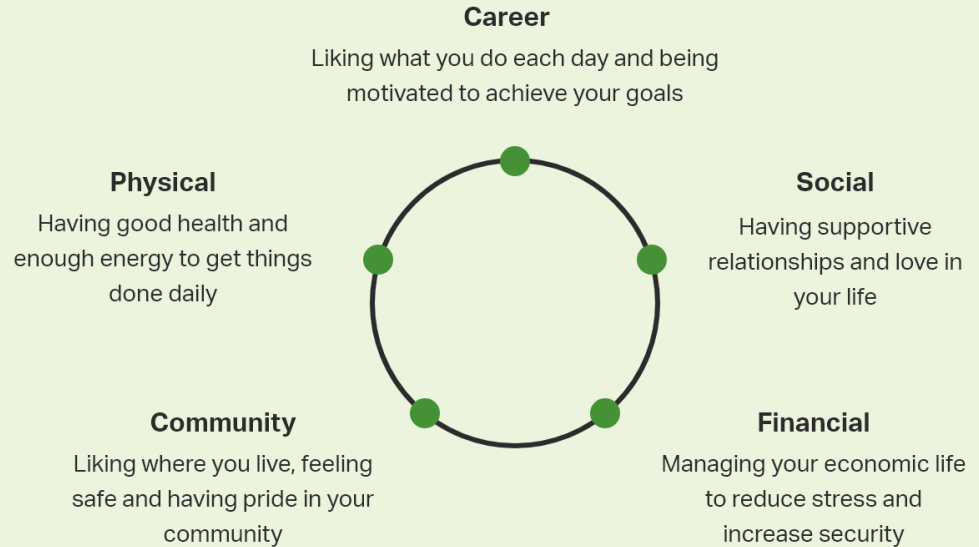 Career
Liking what you do each day and being
motivated to achieve your goals
Physical
Having good health and
enough energy to get things
done daily
Social
Having supportive
relationships and love in
your life
Community
Liking where you live, feeling
safe and having pride in your
community
Financial
Managing your economic life
to reduce stress and
increase security